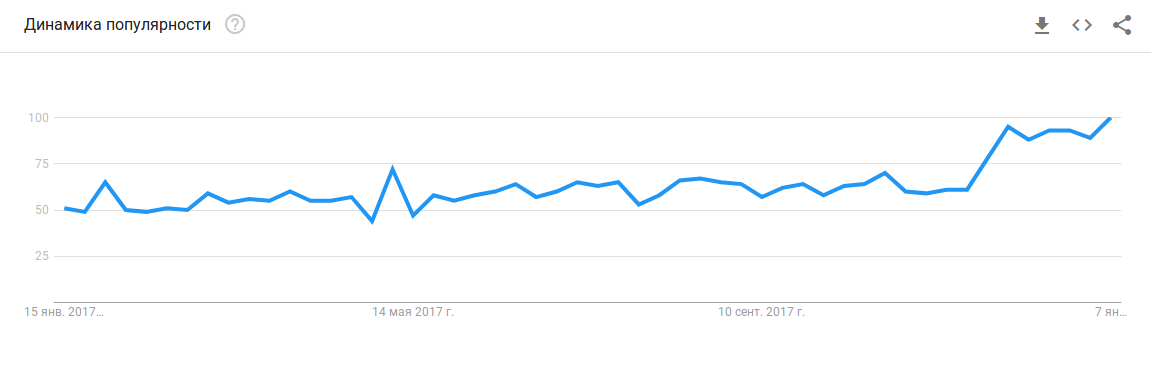 Динамика популярности ?
100
75
50
25
15 янв. 2017…
14 мая 2017 г.
10 сент. 2017 г.
7 ян…